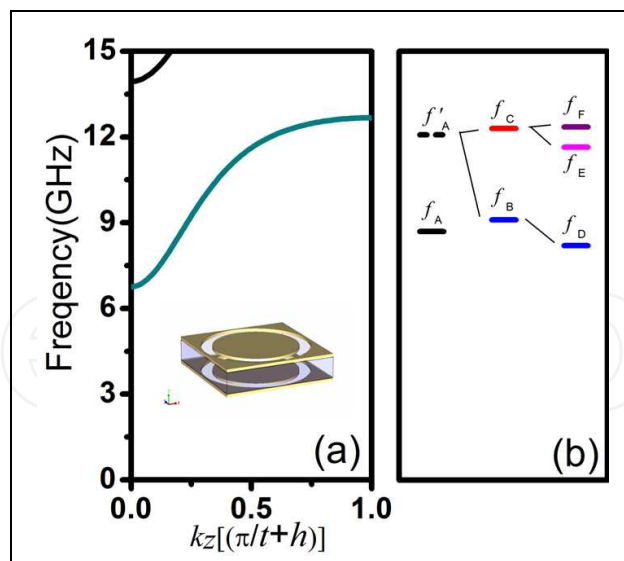 15
12
9
6
3
0
Freqency(GHz)
0.0
0.5
1.0
kz[(π/t+h)]
(a)
f'A
fC
fF
fE
fA
fB
fD
(b)